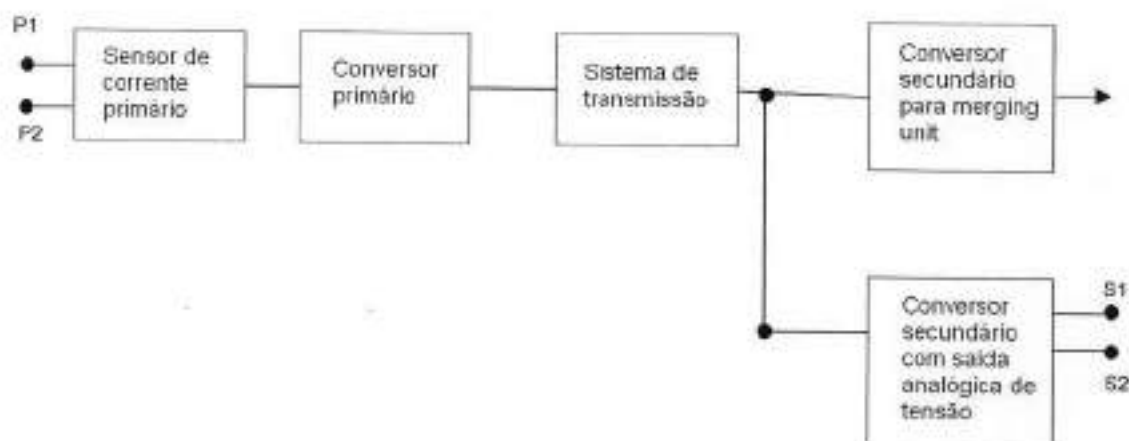 P1
P2
Sensor de
corrente
primário
Conversor
primário
Sistema de
transmissão
Conversor
secundário
para merging
unit
Conversor
secundário
com saída
analógica de
tensão
S1
S2